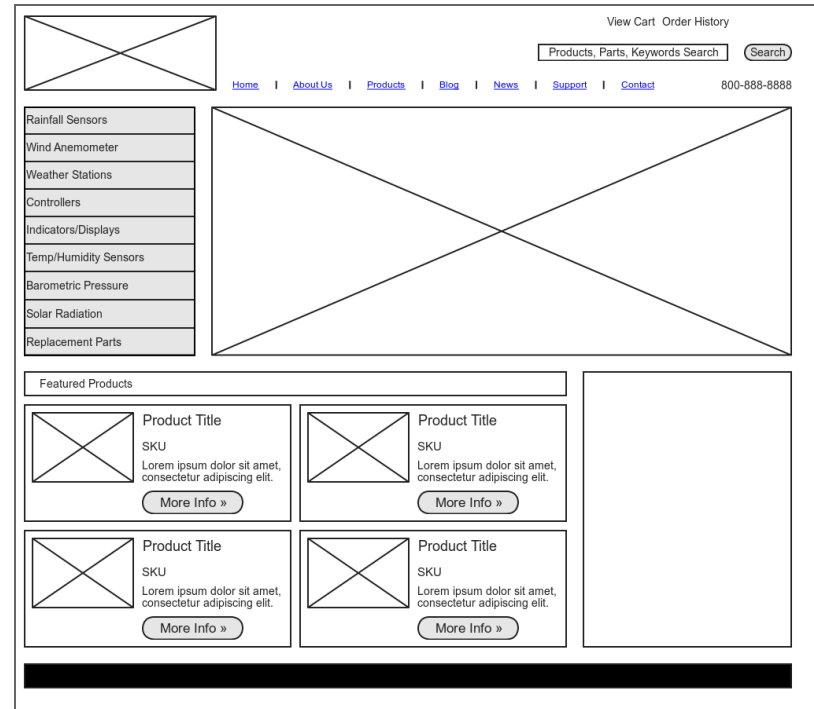 View Cart Order History
Products, Parts, Keywords Search
Search
Home | About Us | Products | Blog | News | Support | Contact
800-888-8888
Rainfall Sensors
Wind Anemometer
Weather Stations
Controllers
Indicators/Displays
Temp/Humidity Sensors
Barometric Pressure
Solar Radiation
Replacement Parts
Featured Products
Product Title
SKU
Lorem ipsum dolor sit amet,
consectetur adipiscing elit.
More Info »
Product Title
SKU
Lorem ipsum dolor sit amet,
consectetur adipiscing elit.
More Info »
Product Title
SKU
Lorem ipsum dolor sit amet,
consectetur adipiscing elit.
More Info »
Product Title
SKU
Lorem ipsum dolor sit amet,
consectetur adipiscing elit.
More Info »